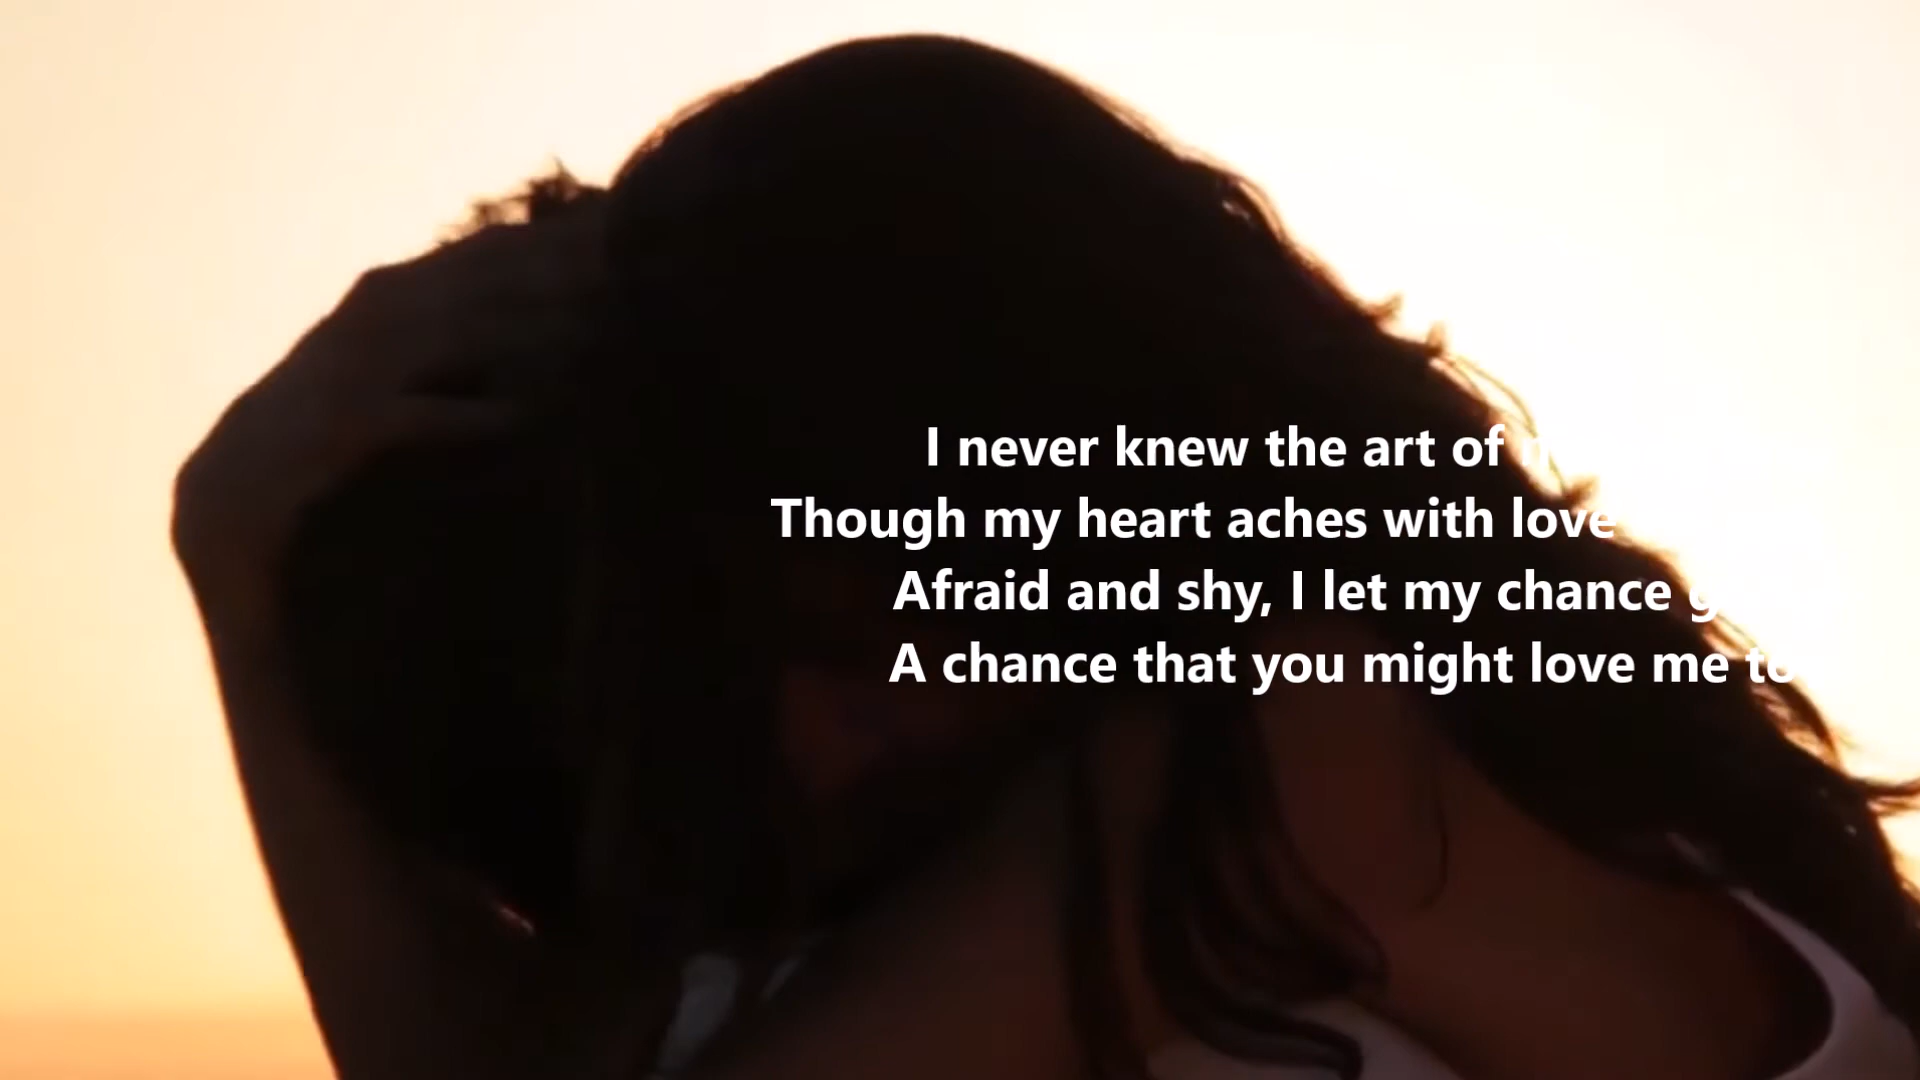 I never knew the art of
Though my heart aches with love
Afraid and shy, I let my chance
A chance that you might love me